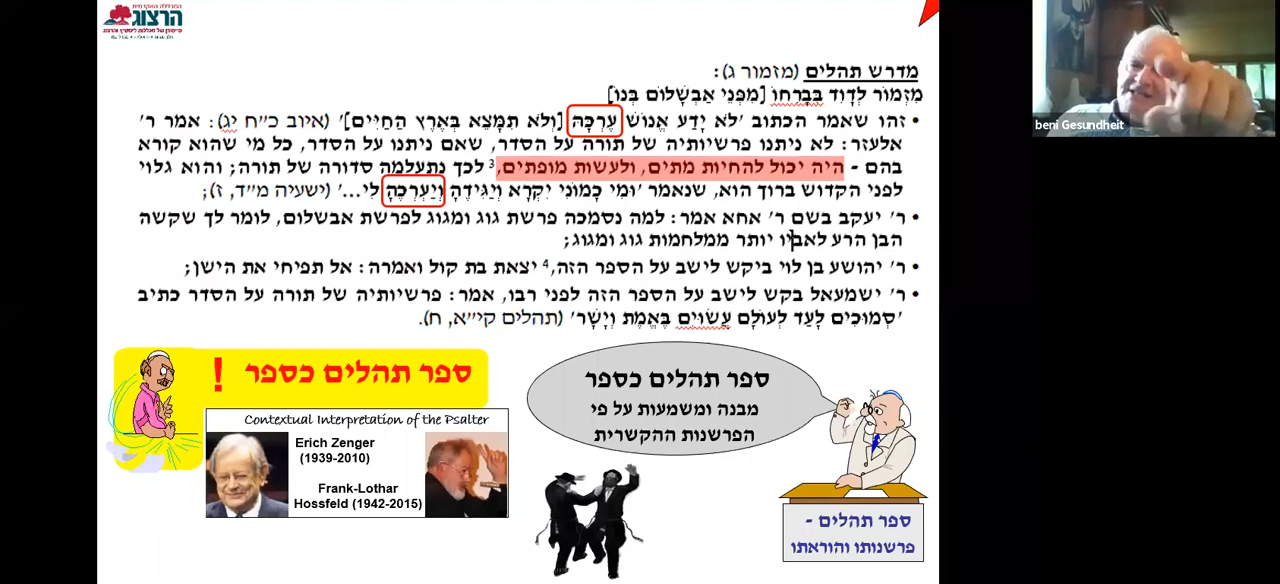 המכללה האקדמית
הרצוג
beni Gesundheit
מדרש תהלים (מזמור ג):
מִזְמוֹר לְדָוִד בְּבָרְחוֹ [מִפְּנֵי אַבְשָׁלוֹם בְּנוֹ]
• זהו שאמר הכתוב 'לֹא יָדַע אֱנוֹשׁ עֶרְכָּהּ [וְלֹא תִמָּצֵא בְּאֶרֶץ הַחַיִּים]' (איוב כ״ח יג): אמר ר'
אלעזר: לא ניתנו פרשיותיה של תורה על הסדר, שאם ניתנו על הסדר, כל מי שהוא קורא
בהם - היה יכול להחיות מתים, ולעשות מופתים,3 לכך נתעלמה סדורה של תורה; והוא גלוי
לפני הקדוש ברוך הוא, שנאמר 'ומי כָמוֹנִי יִקְרָא וְיַגִּידֶהָ וְיַעְרְכֶהָ לִי...' (ישעיה מ״ד, ז);
• ר' יעקב בשם ר' אחא אמר: למה נסמכה פרשת גוג ומגוג לפרשת אבשלום, לומר לך שקשה
הבן הרע לאביו יותר ממלחמות גוג ומגוג;
• ר' יהושע בן לוי ביקש לישב על הספר הזה,4 יצאת בת קול ואמרה: אל תפיחי את הישן;
• ר' ישמעאל בקש לישב על הספר הזה לפני רבו, אמר: פרשיותיה של תורה על הסדר כתיב
'סְמוּכִים לָעַד לְעוֹלָם עֲשׂוּיִם בֶּאֱמֶת וְיָשָׁר' (תהלים קי״א, ח).
ספר תהלים כספר !
Contextual Interpretation of the Psalter
Erich Zenger
(1939-2010)
Frank-Lothar
Hossfeld (1942-2015)
ספר תהלים כספר
מבנה ומשמעות על פי
הפרשנות ההקשרית
ספר תהלים -
פרשנותו והוראתו